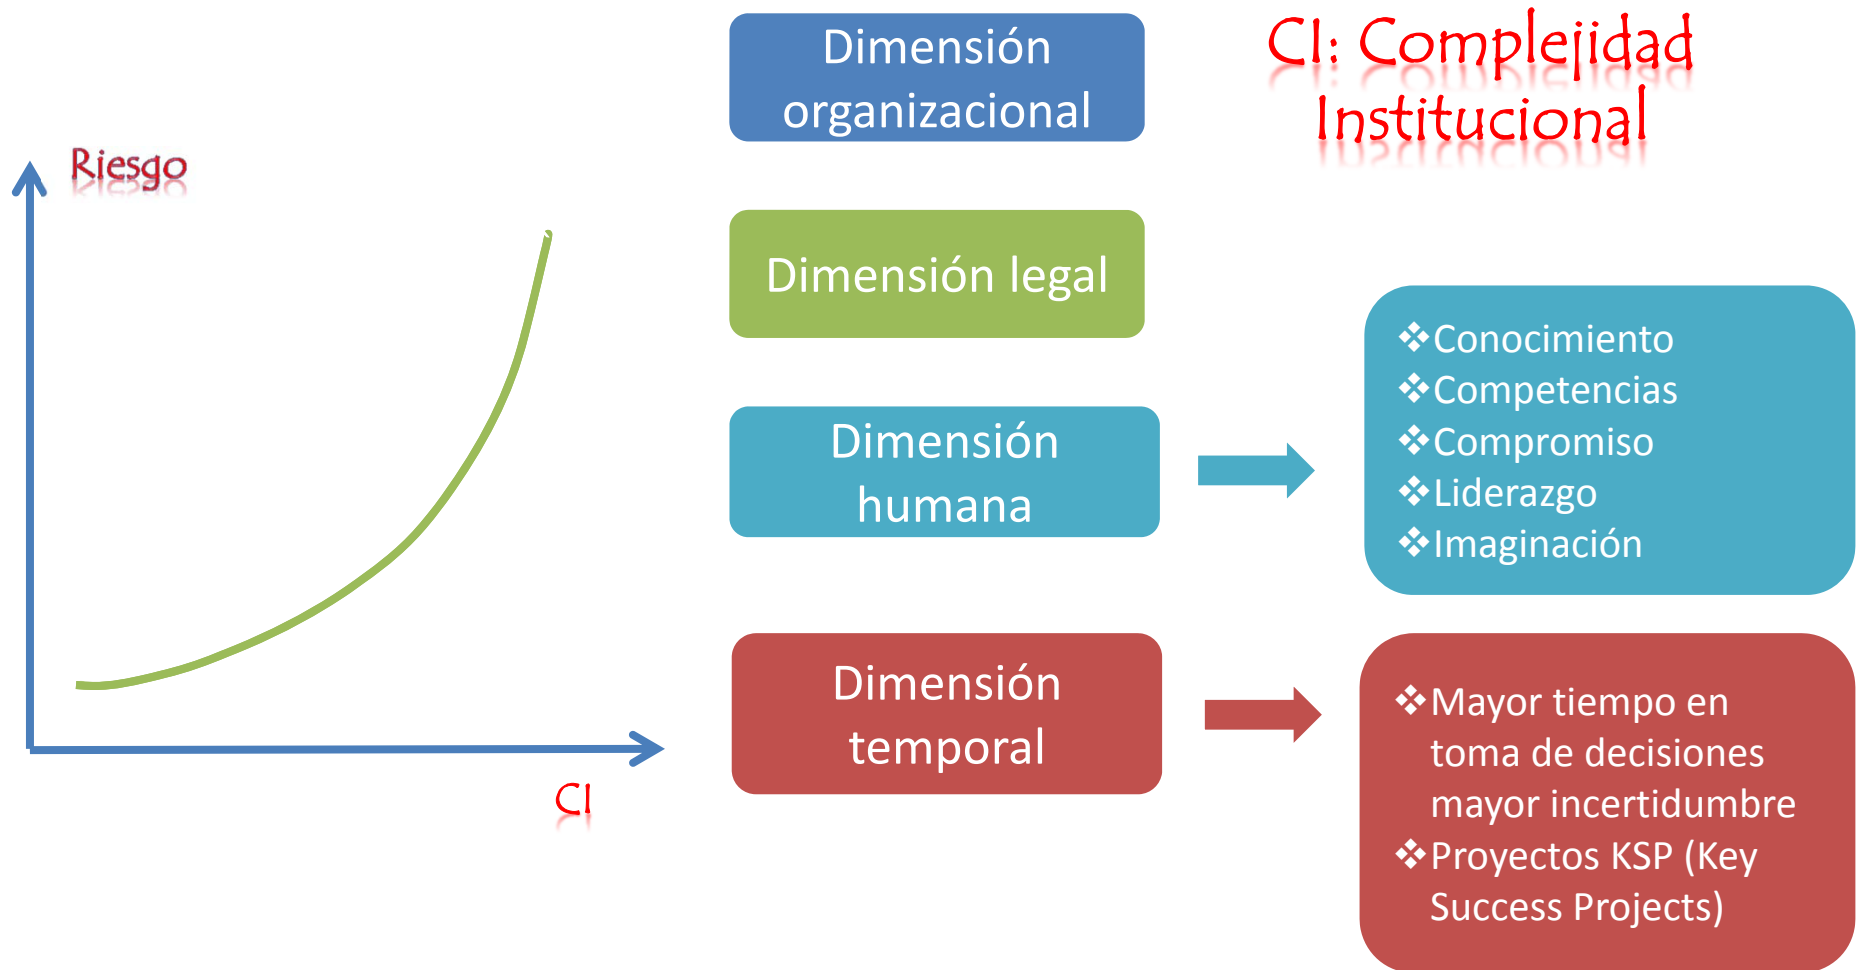 CI: Complejidad
Institucional
Riesgo
CI
Dimensión
organizacional
Dimensión legal
Dimensión
humana
❖Conocimiento
❖Competencias
❖Compromiso
❖Liderazgo
❖Imaginación
Dimensión
temporal
❖Mayor tiempo en
toma de decisiones
mayor incertidumbre
❖Proyectos KSP (Key
Success Projects)